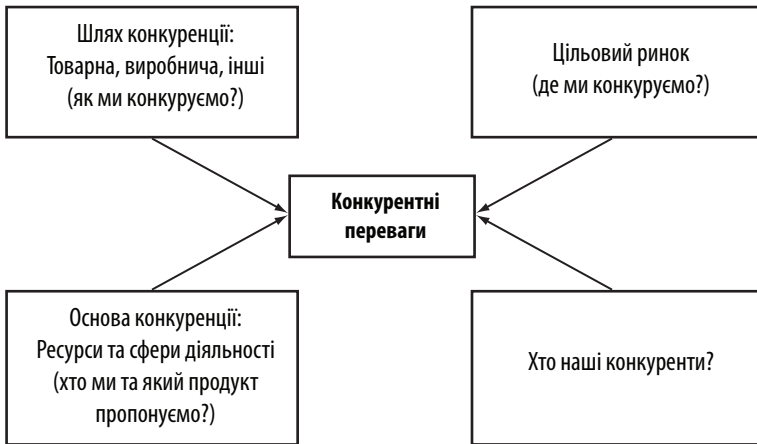 Шлях конкуренції:
Товарна, виробнича, інші
(як ми конкуруємо?)
Цільовий ринок
(де ми конкуруємо?)
Конкурентні
переваги
Основа конкуренції:
Ресурси та сфери діяльності
(хто ми та який продукт
пропонуємо?)
Хто наші конкуренти?